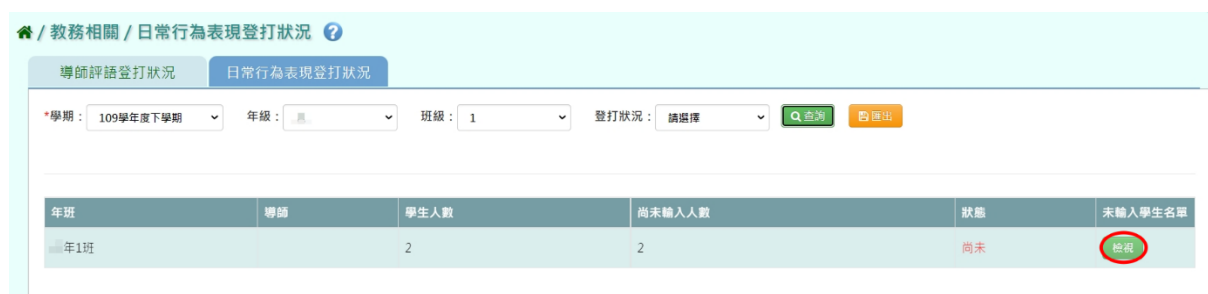 / 教務相關 / 日常行為表現登打狀況 ?
導師評語登打狀況 日常行為表現登打狀況
*學期： 109學年度下學期 年級： 班級： 1 登打狀況： 請選擇 查詢 匯出
年班 導師 學生人數 尚未輸入人數 狀態 未輸入學生名單
年1班 2 2 尚未 檢視